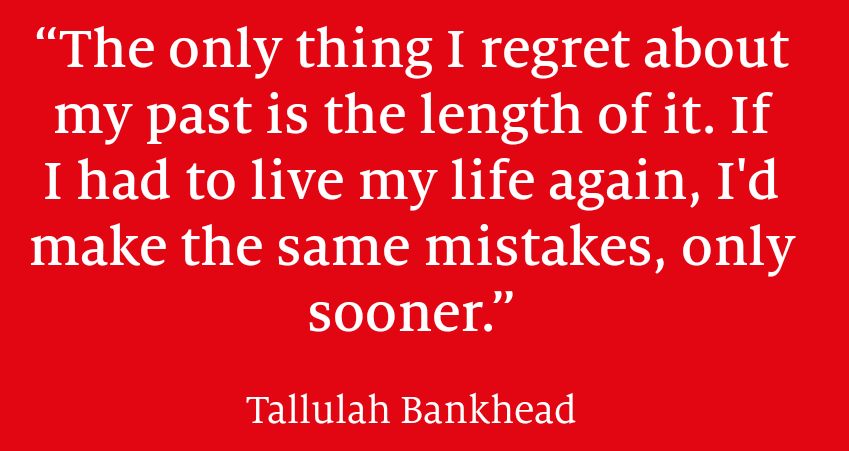 “The only thing I regret about
my past is the length of it. If
I had to live my life again, I'd
make the same mistakes, only
sooner.”
Tallulah Bankhead